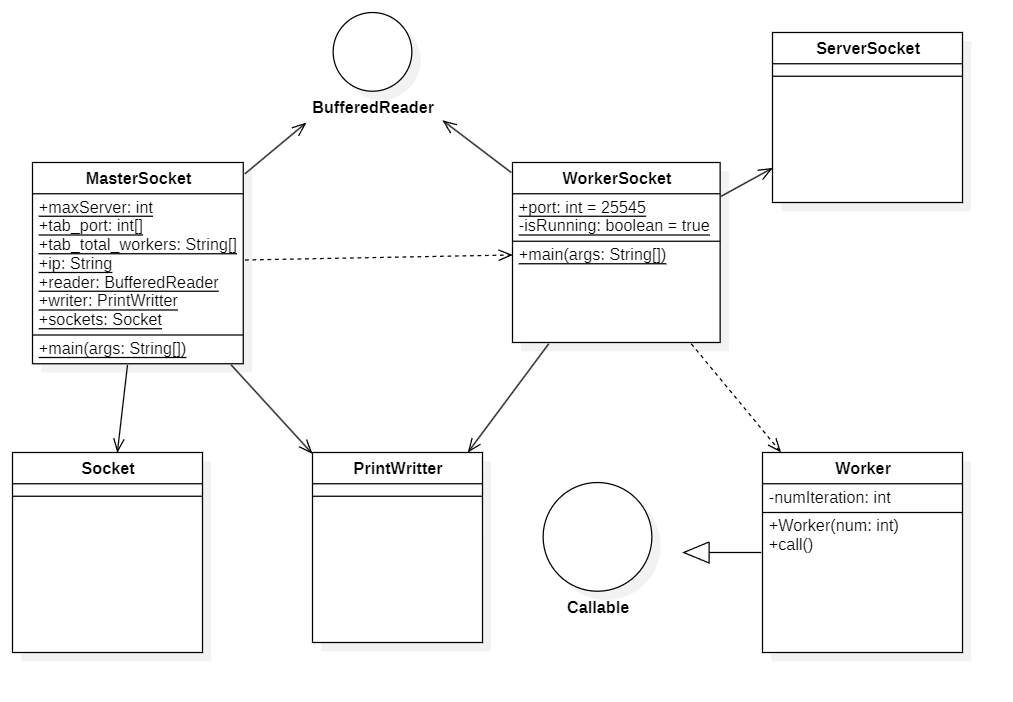 BufferedReader
ServerSocket
MasterSocket
+maxServer: int
+tab_port: int[]
+tab_total_workers: String[]
+ip: String
+reader: BufferedReader
+writer: PrintWritter
+sockets: Socket
+main(args: String[])
WorkerSocket
+port: int = 25545
-isRunning: boolean = true
+main(args: String[])
Socket
PrintWritter
Callable
Worker
-numIteration: int
+Worker(num: int)
+call()